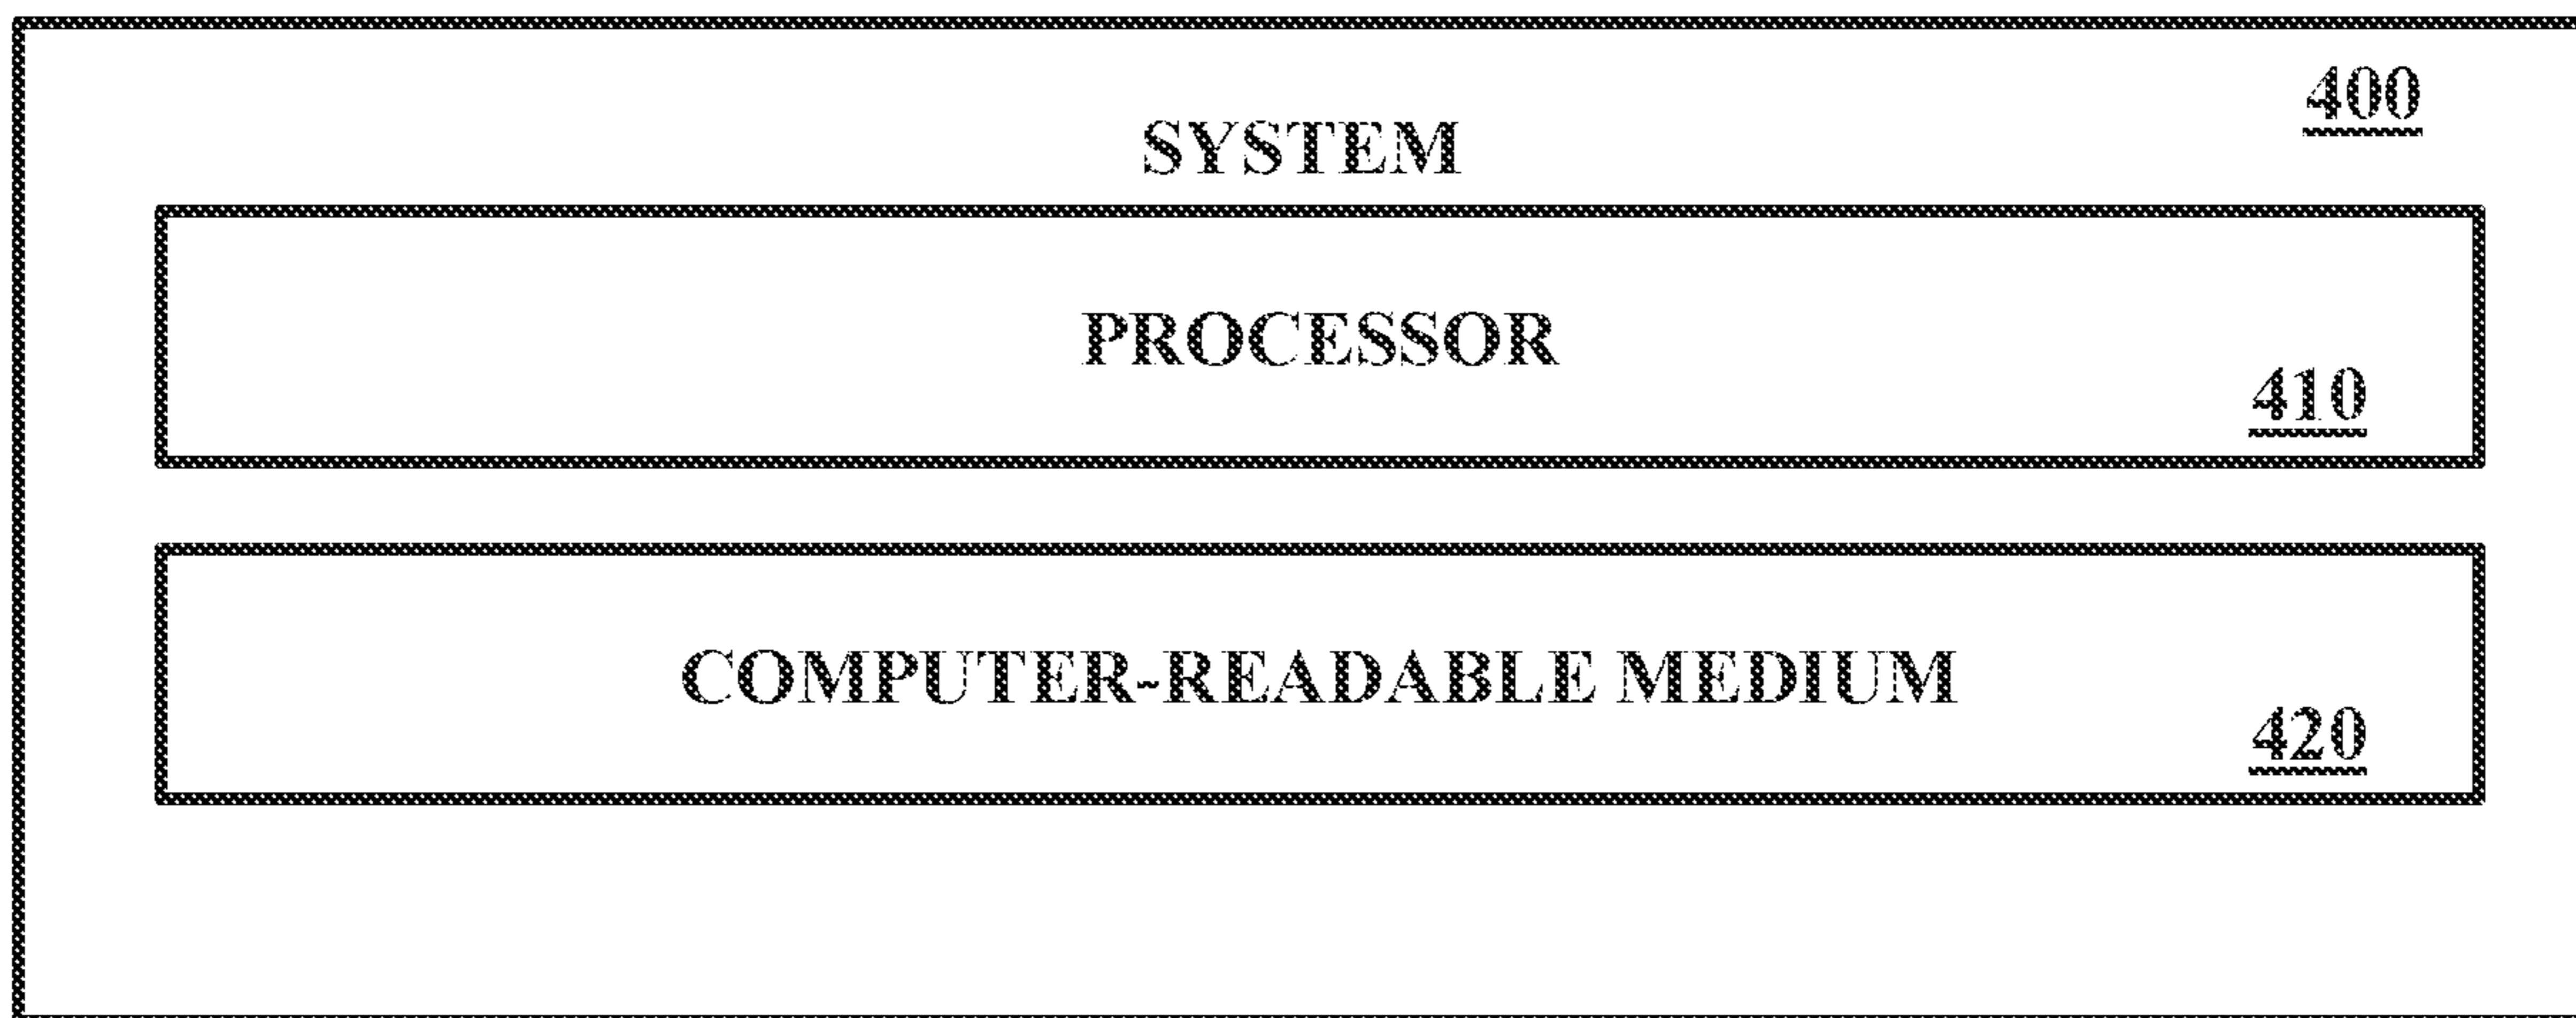 400
SYSTEM
PROCESSOR
410
COMPUTER-READABLE MEDIUM
420